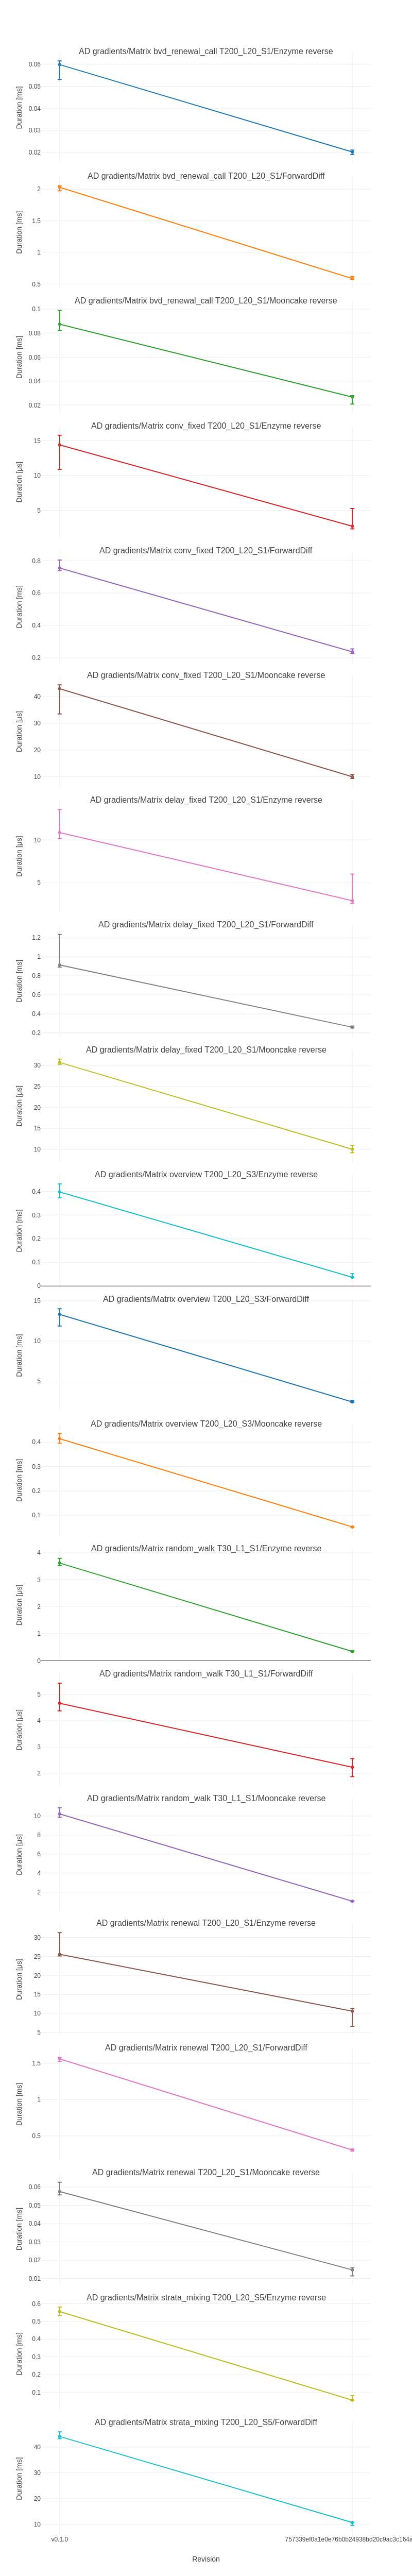 AD gradients/Matrix bvd_renewal_call T200_L20_S1/Enzyme reverse
Duration [ms]
0.06
0.05
0.04
0.03
0.02
AD gradients/Matrix bvd_renewal_call T200_L20_S1/ForwardDiff
Duration [ms]
2
1.5
1
0.5
AD gradients/Matrix bvd_renewal_call T200_L20_S1/Mooncake reverse
Duration [ms]
0.1
0.08
0.06
0.04
0.02
AD gradients/Matrix conv_fixed T200_L20_S1/Enzyme reverse
Duration [µs]
15
10
5
AD gradients/Matrix conv_fixed T200_L20_S1/ForwardDiff
Duration [ms]
0.8
0.6
0.4
0.2
AD gradients/Matrix conv_fixed T200_L20_S1/Mooncake reverse
Duration [µs]
40
30
20
10
AD gradients/Matrix delay_fixed T200_L20_S1/Enzyme reverse
Duration [µs]
10
5
AD gradients/Matrix delay_fixed T200_L20_S1/ForwardDiff
Duration [ms]
1.2
1
0.8
0.6
0.4
0.2
AD gradients/Matrix delay_fixed T200_L20_S1/Mooncake reverse
Duration [µs]
30
25
20
15
10
AD gradients/Matrix overview T200_L20_S3/Enzyme reverse
Duration [ms]
0.4
0.3
0.2
0.1
0
AD gradients/Matrix overview T200_L20_S3/ForwardDiff
Duration [ms]
15
10
5
AD gradients/Matrix overview T200_L20_S3/Mooncake reverse
Duration [ms]
0.4
0.3
0.2
0.1
AD gradients/Matrix random_walk T30_L1_S1/Enzyme reverse
Duration [µs]
4
3
2
1
0
AD gradients/Matrix random_walk T30_L1_S1/ForwardDiff
Duration [µs]
5
4
3
2
AD gradients/Matrix random_walk T30_L1_S1/Mooncake reverse
Duration [µs]
10
8
6
4
2
AD gradients/Matrix renewal T200_L20_S1/Enzyme reverse
Duration [µs]
30
25
20
15
10
5
AD gradients/Matrix renewal T200_L20_S1/ForwardDiff
Duration [ms]
1.5
1
0.5
AD gradients/Matrix renewal T200_L20_S1/Mooncake reverse
Duration [ms]
0.06
0.05
0.04
0.03
0.02
0.01
AD gradients/Matrix strata_mixing T200_L20_S5/Enzyme reverse
Duration [ms]
0.6
0.5
0.4
0.3
0.2
0.1
AD gradients/Matrix strata_mixing T200_L20_S5/ForwardDiff
Duration [ms]
40
30
20
10
v0.1.0
757339ef0a1e0e76b0b24938bd20c9ac3c164a
Revision